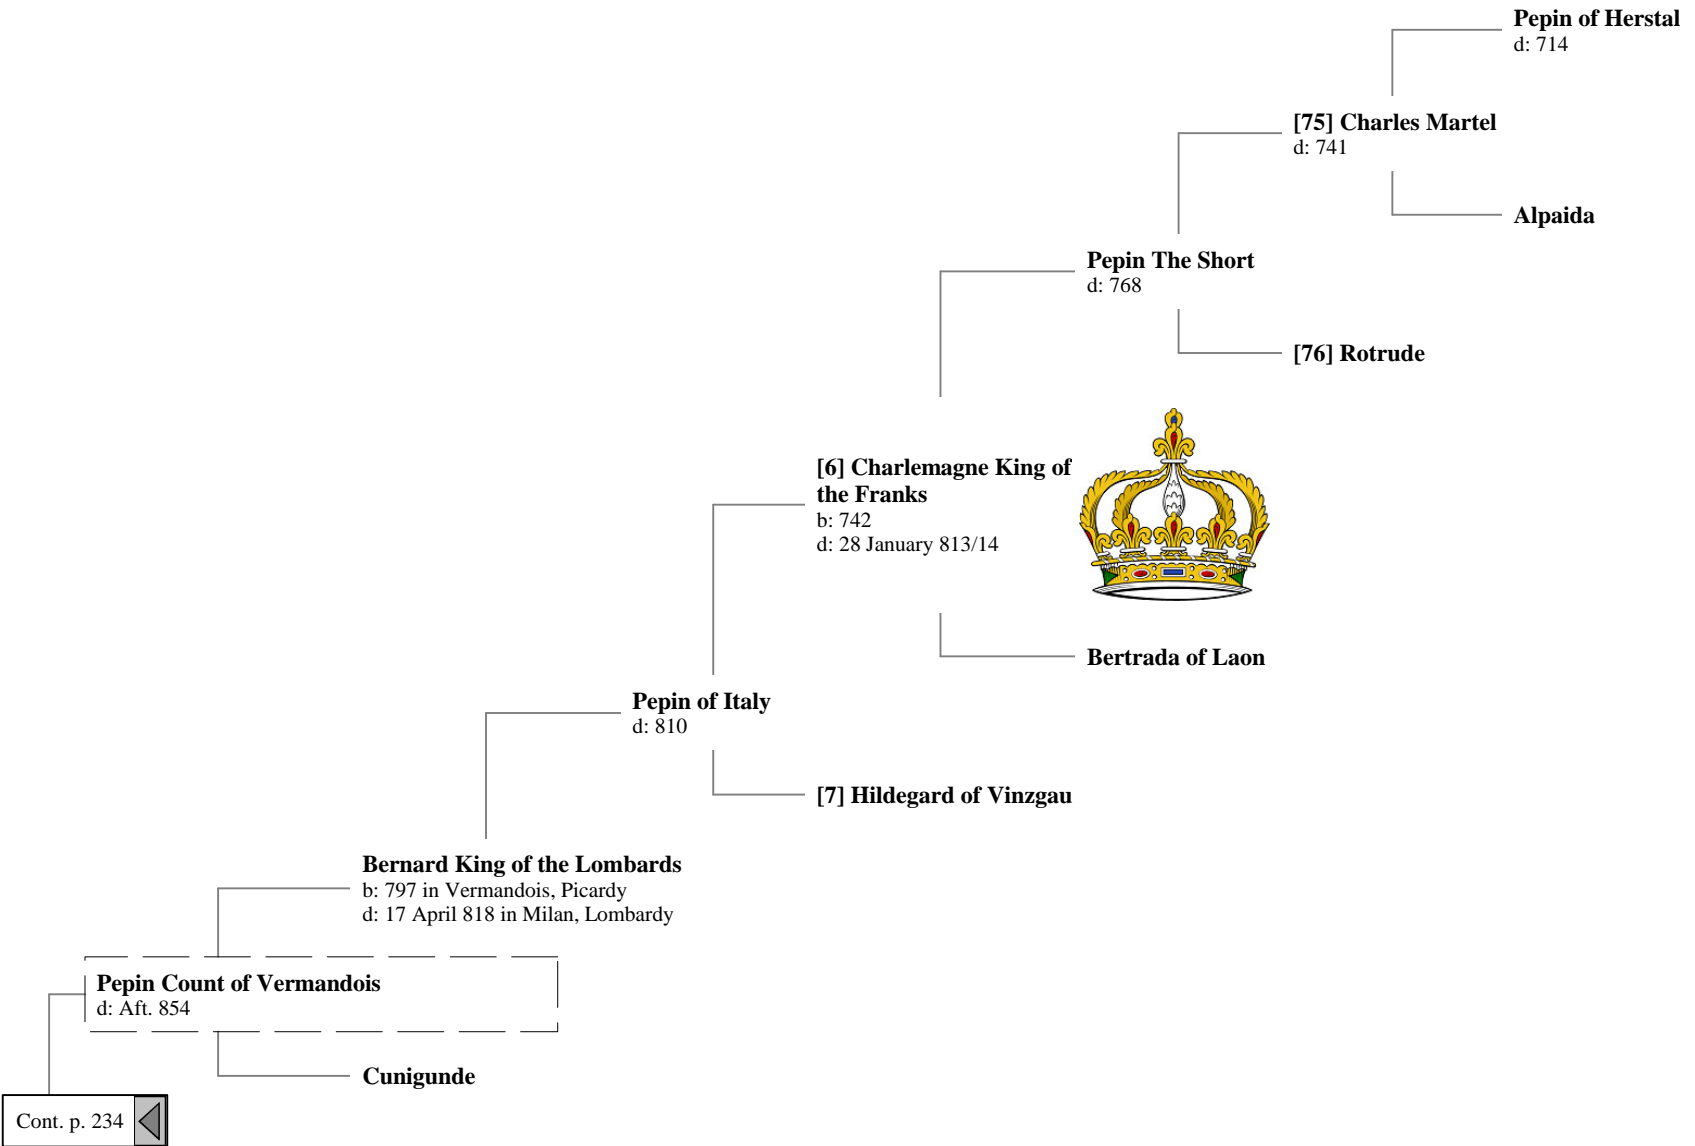 Pepin of Herstal
d: 714
[75] Charles Martel
d: 741
Alpaida
Pepin The Short
d: 768
[76] Rotrude
[6] Charlemagne King of
the Franks
b: 742
d: 28 January 813/14
Bertrada of Laon
Pepin of Italy
d: 810
[7] Hildegard of Vinzgau
Bernard King of the Lombards
b: 797 in Vermandois, Picardy
d: 17 April 818 in Milan, Lombardy
Pepin Count of Vermandois
d: Aft. 854
Cunigunde
Cont. p. 234